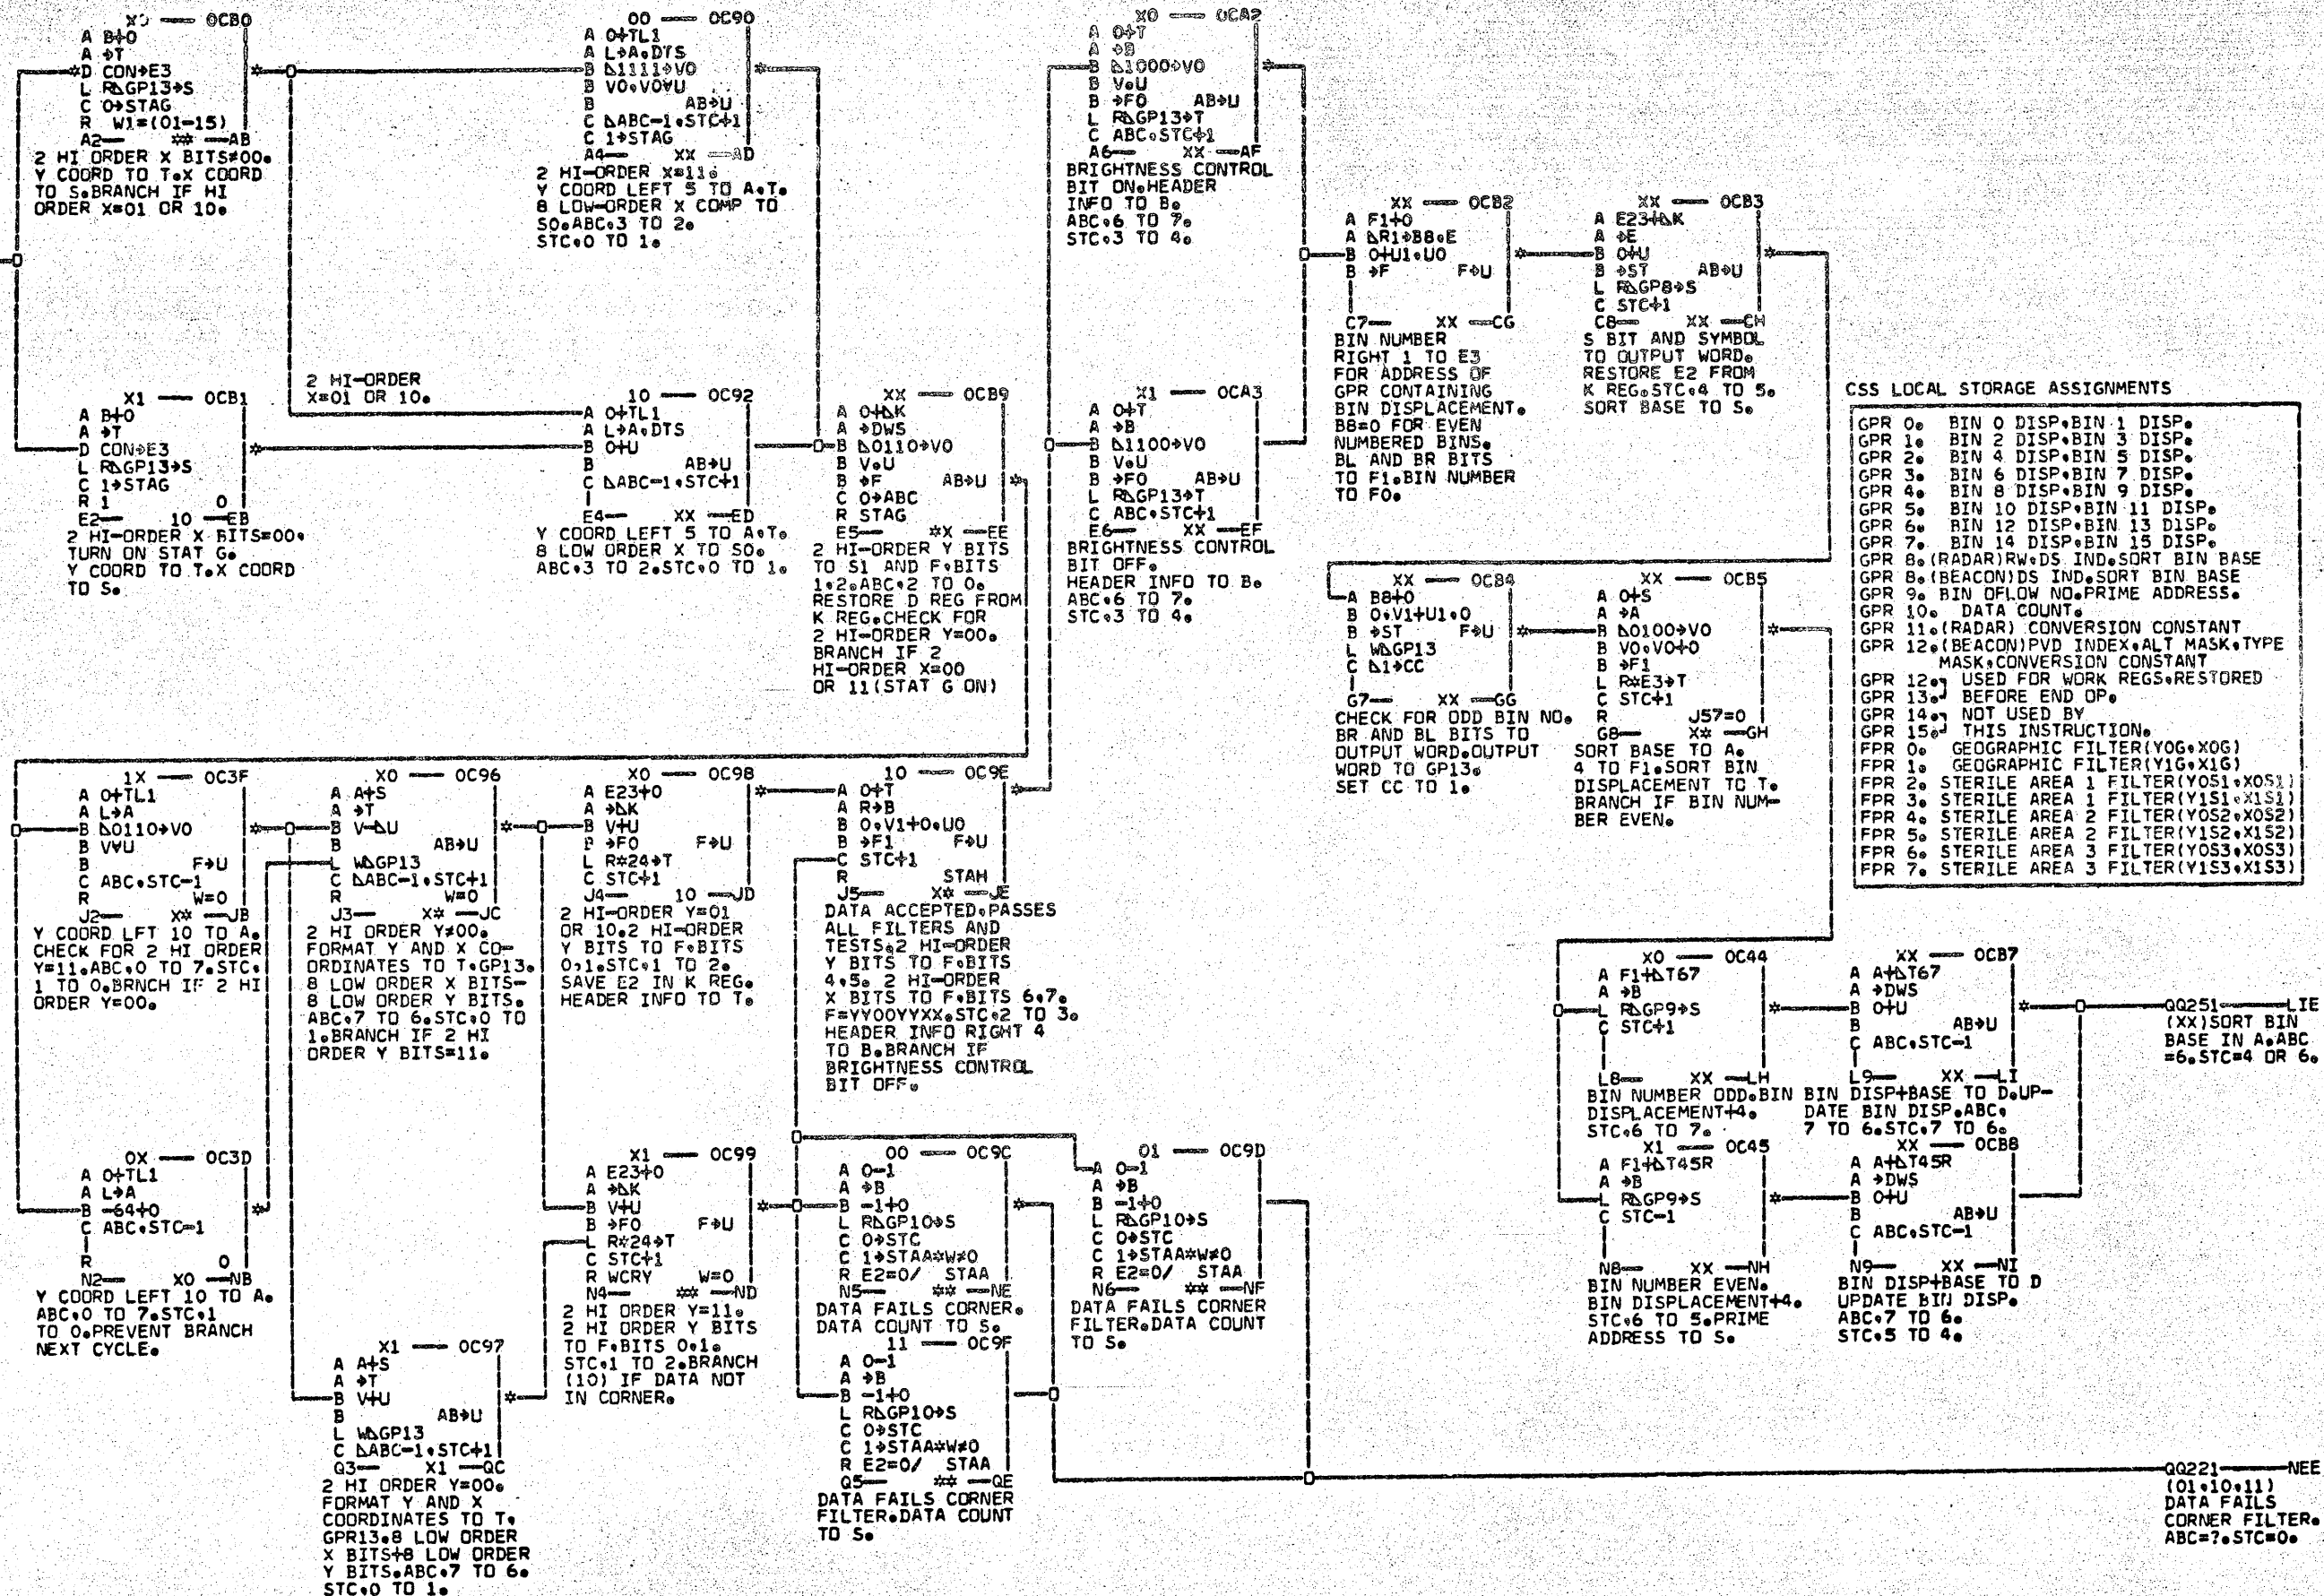 X0 — 0CB0
A B+0
A →T
D CON→E3
L R∆GP13→S
C 0→STAG
R W1=(01-15)
A2— ** —AB
2 HI ORDER X BITS≠00.
Y COORD TO T.X COORD
TO S.BRANCH IF HI
ORDER X=01 OR 10.
00 — 0C90
A 0+TL1
A L→A.DTS
B ∆1111→V0
B V0.V0∀U
B AB→U
C ∆ABC-1.STC+1
C 1→STAG
A4— XX —AD
2 HI-ORDER X=11.
Y COORD LEFT 5 TO A.T.
8 LOW-ORDER X COMP TO
S0.ABC.3 TO 2.
STC.0 TO 1.
X0 — 0CA2
A 0+T
A →B
B ∆1000→V0
B V.U
B →F0 AB→U
L R∆GP13→T
C ABC.STC+1
A6— XX —AF
BRIGHTNESS CONTROL
BIT ON.HEADER
INFO TO B.
ABC.6 TO 7.
STC.3 TO 4.
XX — 0CB2
A F1+0
A ∆R1→B8.E
B 0+U1.U0
B →F F→U
C7— XX —CG
BIN NUMBER
RIGHT 1 TO E3
FOR ADDRESS OF
GPR CONTAINING
BIN DISPLACEMENT.
B8=0 FOR EVEN
NUMBERED BINS.
BL AND BR BITS
TO F1.BIN NUMBER
TO F0.
XX — 0CB3
A E23+∆K
A →E
B 0+U
B →ST AB→U
L R∆GP8→S
C STC+1
C8— XX —CH
S BIT AND SYMBOL
TO OUTPUT WORD.
RESTORE E2 FROM
K REG.STC.4 TO 5.
SORT BASE TO S.
X1 — 0CB1
A B+0
A →T
D CON→E3
L R∆GP13→S
C 1→STAG
R 1 0
E2— 10 —EB
2 HI-ORDER X BITS=00.
TURN ON STAT G.
Y COORD TO T.X COORD
TO S.
2 HI-ORDER
X=01 OR 10.
10 — 0C92
A 0+TL1
A L→A.DTS
B 0+U
B AB→U
C ∆ABC-1.STC+1
E4— XX —ED
Y COORD LEFT 5 TO A.T.
8 LOW ORDER X TO S0.
ABC.3 TO 2.STC.0 TO 1.
XX — 0CB9
A 0+∆K
A →DWS
B ∆0110→V0
B V.U
B →F AB→U
C 0→ABC
R STAG
E5— *X —EE
2 HI-ORDER Y BITS
TO S1 AND F.BITS
1.2.ABC.2 TO 0.
RESTORE D REG FROM
K REG.CHECK FOR
2 HI-ORDER Y=00.
BRANCH IF 2
HI-ORDER X=00
OR 11(STAT G ON)
X1 — 0CA3
A 0+T
A →B
B ∆1100→V0
B V.U
B →F0 AB→U
L R∆GP13→T
C ABC.STC+1
E6— XX —EF
BRIGHTNESS CONTROL
BIT OFF.
HEADER INFO TO B.
ABC.6 TO 7.
STC.3 TO 4.
XX — 0CB4
A B8+0
B 0.V1+U1.0
B →ST F→U
L W∆GP13
C ∆1→CC
G7— XX —GG
CHECK FOR ODD BIN NO.
BR AND BL BITS TO
OUTPUT WORD.OUTPUT
WORD TO GP13.
SET CC TO 1.
XX — 0CB5
A 0+S
A →A
B ∆0100→V0
B V0.V0+0
B →F1
L R*E3→T
C STC+1
R J57=0
G8— X* —GH
SORT BASE TO A.
4 TO F1.SORT BIN
DISPLACEMENT TO T.
BRANCH IF BIN NUM-
BER EVEN.
CSS LOCAL STORAGE ASSIGNMENTS
GPR 0. BIN 0 DISP.BIN 1 DISP.
GPR 1. BIN 2 DISP.BIN 3 DISP.
GPR 2. BIN 4 DISP.BIN 5 DISP.
GPR 3. BIN 6 DISP.BIN 7 DISP.
GPR 4. BIN 8 DISP.BIN 9 DISP.
GPR 5. BIN 10 DISP.BIN 11 DISP.
GPR 6. BIN 12 DISP.BIN 13 DISP.
GPR 7. BIN 14 DISP.BIN 15 DISP.
GPR 8.(RADAR)RW.DS IND.SORT BIN BASE
GPR 8.(BEACON)DS IND.SORT BIN BASE
GPR 9. BIN OFLOW NO.PRIME ADDRESS.
GPR 10. DATA COUNT.
GPR 11.(RADAR) CONVERSION CONSTANT
GPR 12.(BEACON)PVD INDEX.ALT MASK.TYPE
MASK.CONVERSION CONSTANT
GPR 12. USED FOR WORK REGS.RESTORED
GPR 13. BEFORE END OP.
GPR 14. NOT USED BY
GPR 15. THIS INSTRUCTION.
FPR 0. GEOGRAPHIC FILTER(Y0G.X0G)
FPR 1. GEOGRAPHIC FILTER(Y1G.X1G)
FPR 2. STERILE AREA 1 FILTER(Y0S1.X0S1)
FPR 3. STERILE AREA 1 FILTER(Y1S1.X1S1)
FPR 4. STERILE AREA 2 FILTER(Y0S2.X0S2)
FPR 5. STERILE AREA 2 FILTER(Y1S2.X1S2)
FPR 6. STERILE AREA 3 FILTER(Y0S3.X0S3)
FPR 7. STERILE AREA 3 FILTER(Y1S3.X1S3)
1X — 0C3F
A 0+TL1
A L→A
B ∆0110→V0
B V∀U
B F→U
C ABC.STC-1
R W=0
J2— X* —JB
Y COORD LFT 10 TO A.
CHECK FOR 2 HI ORDER
Y=11.ABC.0 TO 7.STC.
1 TO 0.BRNCH IF 2 HI
ORDER Y=00.
X0 — 0C96
A A+S
A →T
B V-∆U
B AB→U
L W∆GP13
C ∆ABC-1.STC+1
R W=0
J3— X* —JC
2 HI ORDER Y≠00.
FORMAT Y AND X CO-
ORDINATES TO T.GP13.
8 LOW ORDER X BITS-
8 LOW ORDER Y BITS.
ABC.7 TO 6.STC.0 TO
1.BRANCH IF 2 HI
ORDER Y BITS=11.
X0 — 0C98
A E23+0
A →∆K
B V+U
B →F0 F→U
L R*24→T
C STC+1
J4— 10 —JD
2 HI-ORDER Y=01
OR 10.2 HI-ORDER
Y BITS TO F.BITS
0.1.STC.1 TO 2.
SAVE E2 IN K REG.
HEADER INFO TO T.
10 — 0C9E
A 0+T
A R→B
B 0.V1+0.U0
B →F1 F→U
C STC+1
R STAH
J5— X* —JE
DATA ACCEPTED.PASSES
ALL FILTERS AND
TESTS.2 HI-ORDER
Y BITS TO F.BITS
4.5. 2 HI-ORDER
X BITS TO F.BITS 6.7.
F=YY00YYXX.STC.2 TO 3.
HEADER INFO RIGHT 4
TO B.BRANCH IF
BRIGHTNESS CONTROL
BIT OFF.
X0 — 0C44
A F1+∆T67
A →B
L R∆GP9→S
C STC+1
L8— XX —LH
BIN NUMBER ODD.BIN
DISPLACEMENT+4.
STC.6 TO 7.
XX — 0CB7
A A+∆T67
A →DWS
B 0+U
B AB→U
C ABC.STC-1
L9— XX —LI
BIN DISP+BASE TO D.UP-
DATE BIN DISP.ABC.
7 TO 6.STC.7 TO 6.
QQ251—LIE
(XX)SORT BIN
BASE IN A.ABC
=6.STC=4 OR 6.
0X — 0C3D
A 0+TL1
A L→A
B -64+0
C ABC.STC-1
R 0
N2— X0 —NB
Y COORD LEFT 10 TO A.
ABC.0 TO 7.STC.1
TO 0.PREVENT BRANCH
NEXT CYCLE.
X1 — 0C99
A E23+0
A →∆K
B V+U
B →F0 F→U
L R*24→T
C STC+1
R WCRY W=0
N4— ** —ND
2 HI ORDER Y=11.
2 HI ORDER Y BITS
TO F.BITS 0.1.
STC.1 TO 2.BRANCH
(10) IF DATA NOT
IN CORNER.
00 — 0C9C
A 0-1
A →B
B -1+0
L R∆GP10→S
C 0→STC
C 1→STAA*W≠0
R E2=0/ STAA
N5— ** —NE
DATA FAILS CORNER.
DATA COUNT TO S.
01 — 0C9D
A 0-1
A →B
B -1+0
L R∆GP10→S
C 0→STC
C 1→STAA*W≠0
R E2=0/ STAA
N6— ** —NF
DATA FAILS CORNER
FILTER.DATA COUNT
TO S.
X1 — 0C45
A F1+∆T45R
A →B
L R∆GP9→S
C STC-1
N8— XX —NH
BIN NUMBER EVEN.
BIN DISPLACEMENT+4.
STC.6 TO 5.PRIME
ADDRESS TO S.
XX — 0CB8
A A+∆T45R
A →DWS
B 0+U
B AB→U
C ABC.STC-1
N9— XX —NI
BIN DISP+BASE TO D
UPDATE BIN DISP.
ABC.7 TO 6.
STC.5 TO 4.
X1 — 0C97
A A+S
A →T
B V+U
B AB→U
L W∆GP13
C ∆ABC-1.STC+1
Q3— X1 —QC
2 HI ORDER Y=00.
FORMAT Y AND X
COORDINATES TO T.
GPR13.8 LOW ORDER
X BITS+8 LOW ORDER
Y BITS.ABC.7 TO 6.
STC.0 TO 1.
11 — 0C9F
A 0-1
A →B
B -1+0
L R∆GP10→S
C 0→STC
C 1→STAA*W≠0
R E2=0/ STAA
Q5— ** —QE
DATA FAILS CORNER
FILTER.DATA COUNT
TO S.
QQ221—NEE
(01.10.11)
DATA FAILS
CORNER FILTER.
ABC=?.STC=0.